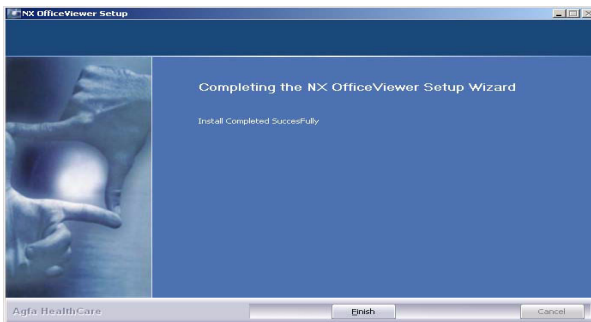 NX OfficeViewer Setup
Completing the NX OfficeViewer Setup Wizard
Install Completed SuccesFully
Agfa HealthCare
Finish
Cancel